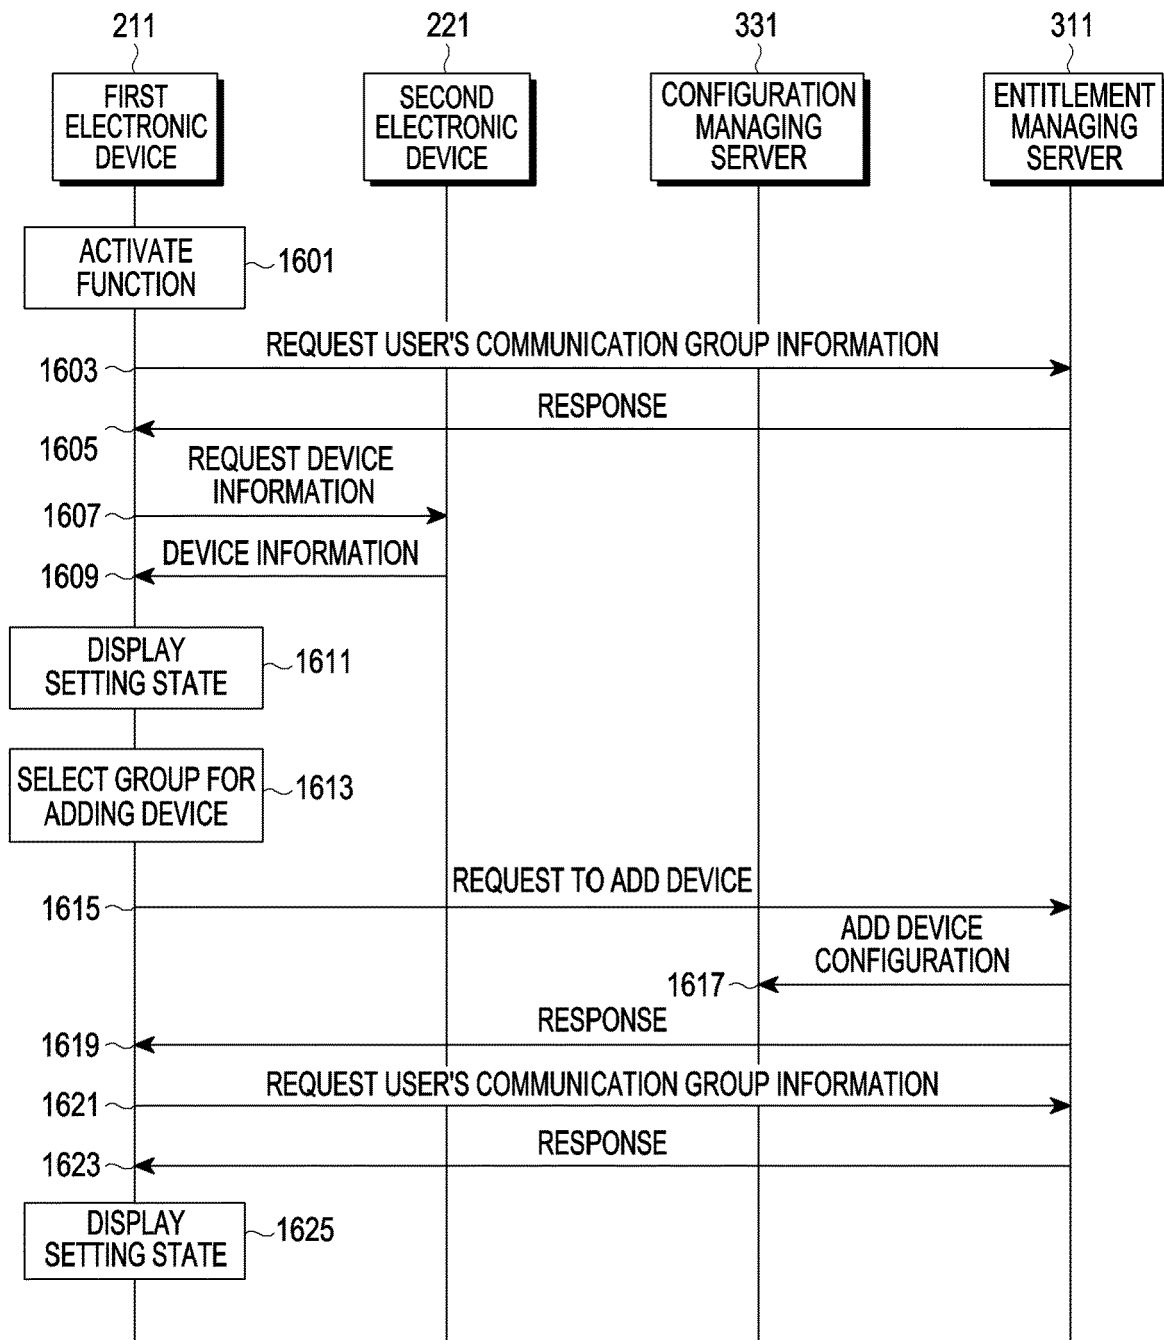 211
221
331
311
FIRST
ELECTRONIC
DEVICE
SECOND
ELECTRONIC
DEVICE
CONFIGURATION
MANAGING
SERVER
ENTITLEMENT
MANAGING
SERVER
ACTIVATE
FUNCTION
1601
REQUEST USER'S COMMUNICATION GROUP INFORMATION
1603
RESPONSE
1605
REQUEST DEVICE
INFORMATION
1607
DEVICE INFORMATION
1609
DISPLAY
SETTING STATE
1611
SELECT GROUP FOR
ADDING DEVICE
1613
REQUEST TO ADD DEVICE
1615
ADD DEVICE
CONFIGURATION
1617
RESPONSE
1619
REQUEST USER'S COMMUNICATION GROUP INFORMATION
1621
RESPONSE
1623
DISPLAY
SETTING STATE
1625